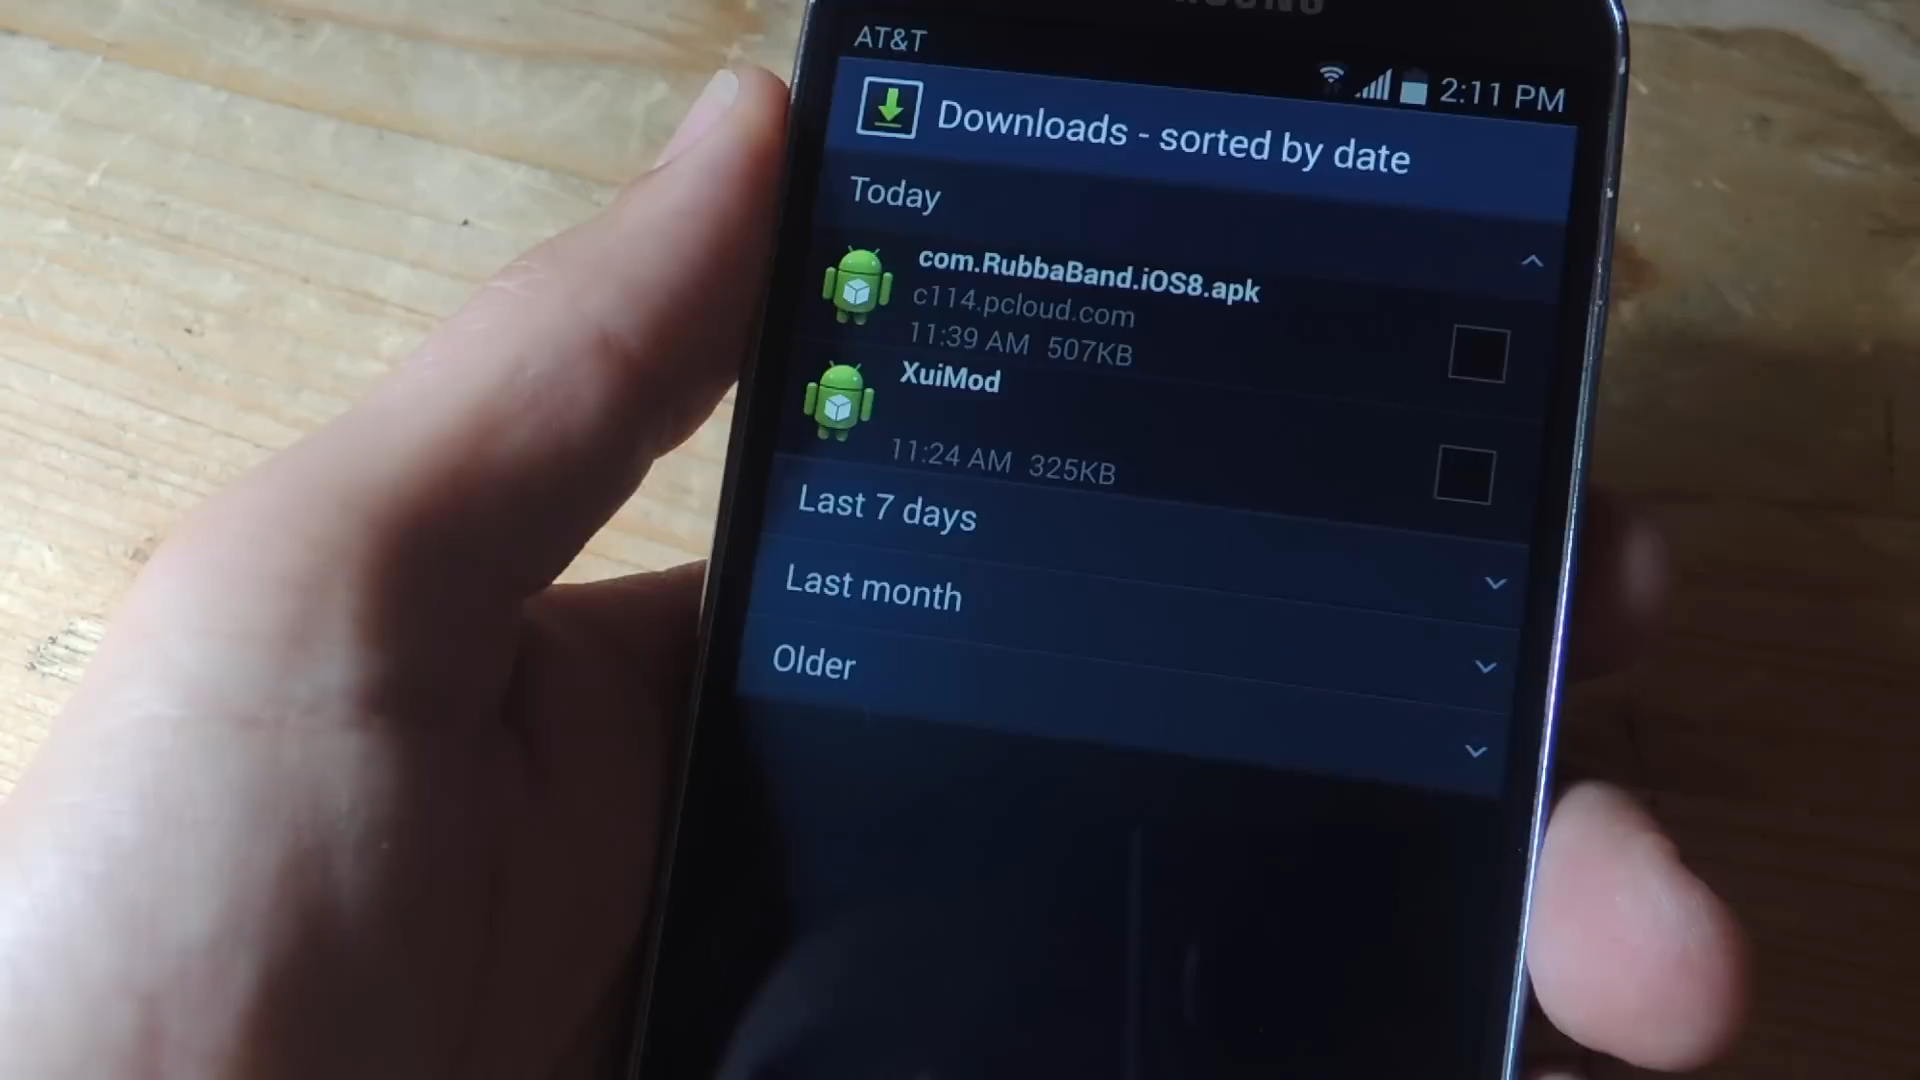 SAMSUNG
AT&T
2:11 PM
Downloads - sorted by date
Today
com.RubbaBand.iOS8.apk
c114.pcloud.com
11:39 AM 507KB
XuiMod
11:24 AM 325KB
Last 7 days
Last month
Older